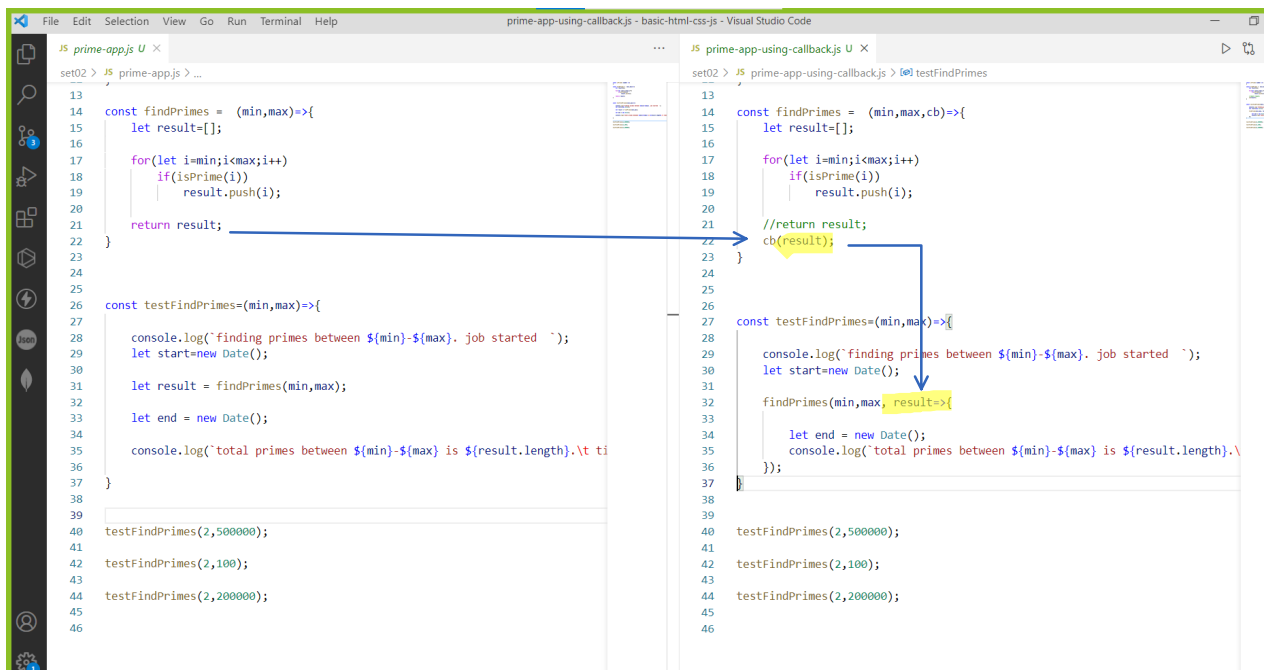 File Edit Selection View Go Run Terminal Help prime-app-using-callback.js - basic-html-css-js - Visual Studio Code
JS prime-app.js U
set02 > JS prime-app.js > ...
13
14 const findPrimes =  (min,max)=>{
15     let result=[];
16
17     for(let i=min;i<max;i++)
18         if(isPrime(i))
19             result.push(i);
20
21     return result;
22 }
23
24
25
26 const testFindPrimes=(min,max)=>{
27
28     console.log(`finding primes between ${min}-${max}. job started  `);
29     let start=new Date();
30
31     let result = findPrimes(min,max);
32
33     let end = new Date();
34
35     console.log(`total primes between ${min}-${max} is ${result.length}.\t ti
36
37 }
38
39
40 testFindPrimes(2,500000);
41
42 testFindPrimes(2,100);
43
44 testFindPrimes(2,200000);
45
46
JS prime-app-using-callback.js U
set02 > JS prime-app-using-callback.js > testFindPrimes
13
14 const findPrimes =  (min,max,cb)=>{
15     let result=[];
16
17     for(let i=min;i<max;i++)
18         if(isPrime(i))
19             result.push(i);
20
21     //return result;
22     cb(result);
23 }
24
25
26
27 const testFindPrimes=(min,max)=>{
28
29     console.log(`finding primes between ${min}-${max}. job started  `);
30     let start=new Date();
31
32     findPrimes(min,max, result=>{
33
34         let end = new Date();
35         console.log(`total primes between ${min}-${max} is ${result.length}.\
36     });
37 }
38
39
40 testFindPrimes(2,500000);
41
42 testFindPrimes(2,100);
43
44 testFindPrimes(2,200000);
45
46
3
Json
1